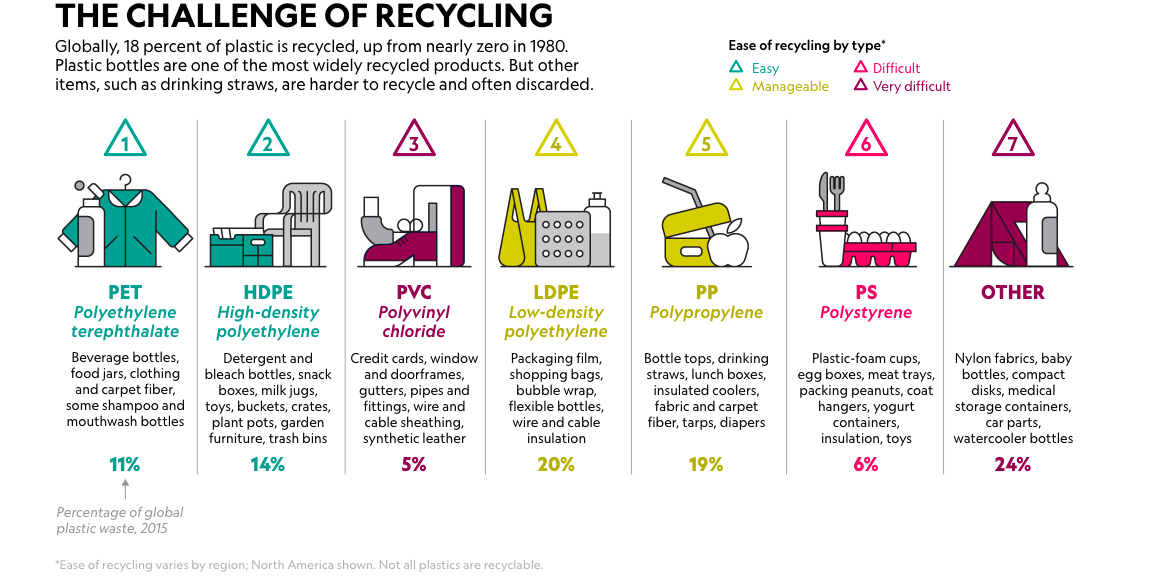 THE CHALLENGE OF RECYCLING
Globally, 18 percent of plastic is recycled, up from nearly zero in 1980.
Plastic bottles are one of the most widely recycled products. But other
items, such as drinking straws, are harder to recycle and often discarded.
Ease of recycling by type*
Easy
Difficult
Manageable
Very difficult
1
2
3
4
5
6
7
PET
Polyethylene
terephthalate
Beverage bottles,
food jars, clothing
and carpet fiber,
some shampoo and
mouthwash bottles
11%
HDPE
High-density
polyethylene
Detergent and
bleach bottles, snack
boxes, milk jugs,
toys, buckets, crates,
plant pots, garden
furniture, trash bins
14%
PVC
Polyvinyl
chloride
Credit cards, window
and doorframes,
gutters, pipes and
fittings, wire and
cable sheathing,
synthetic leather
5%
LDPE
Low-density
polyethylene
Packaging film,
shopping bags,
bubble wrap,
flexible bottles,
wire and cable
insulation
20%
PP
Polypropylene
Bottle tops, drinking
straws, lunch boxes,
insulated coolers,
fabric and carpet
fiber, tarps, diapers
19%
PS
Polystyrene
Plastic-foam cups,
egg boxes, meat trays,
packing peanuts, coat
hangers, yogurt
containers,
insulation, toys
6%
OTHER
Nylon fabrics, baby
bottles, compact
disks, medical
storage containers,
car parts,
watercooler bottles
24%
Percentage of global
plastic waste, 2015
*Ease of recycling varies by region; North America shown. Not all plastics are recyclable.